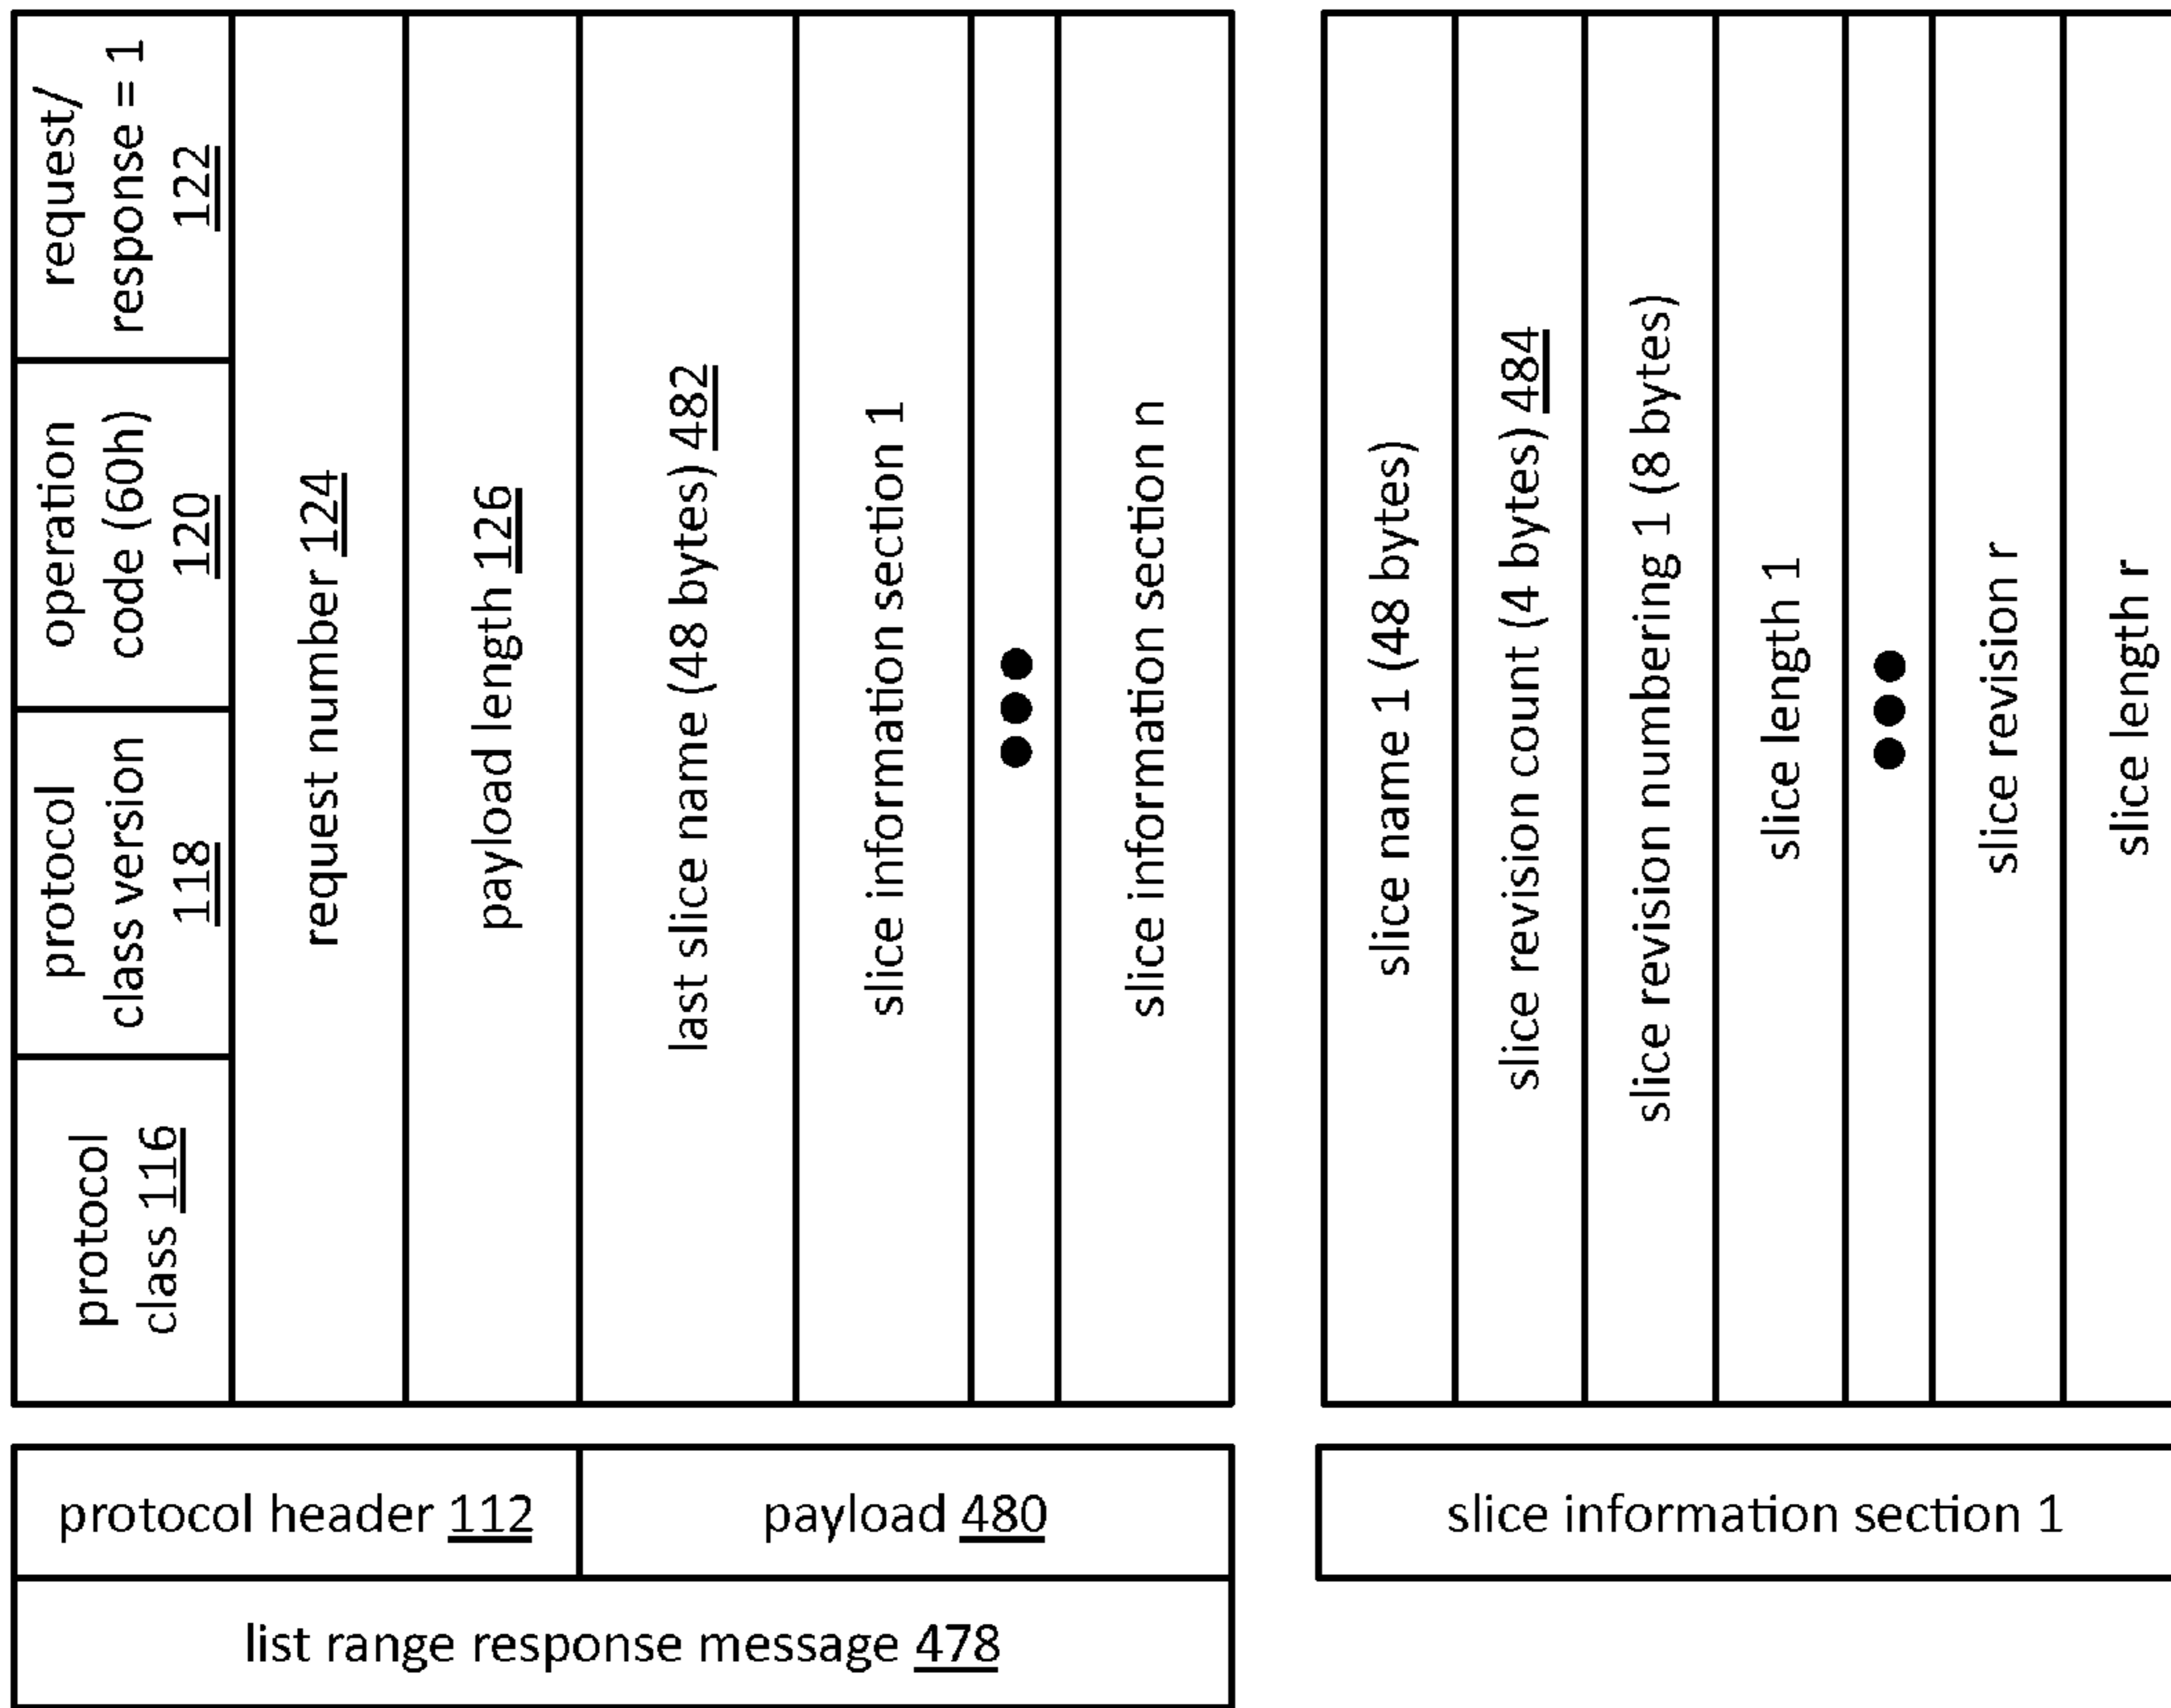 list range response message 478
protocol header 112
payload 480
protocol
class 116
protocol
class version
118
operation
code (60h)
120
request/
response = 1
122
request number 124
payload length 126
last slice name (48 bytes) 482
slice information section 1
slice information section n
slice information section 1
slice name 1 (48 bytes)
slice revision count (4 bytes) 484
slice revision numbering 1 (8 bytes)
slice length 1
slice revision r
slice length r